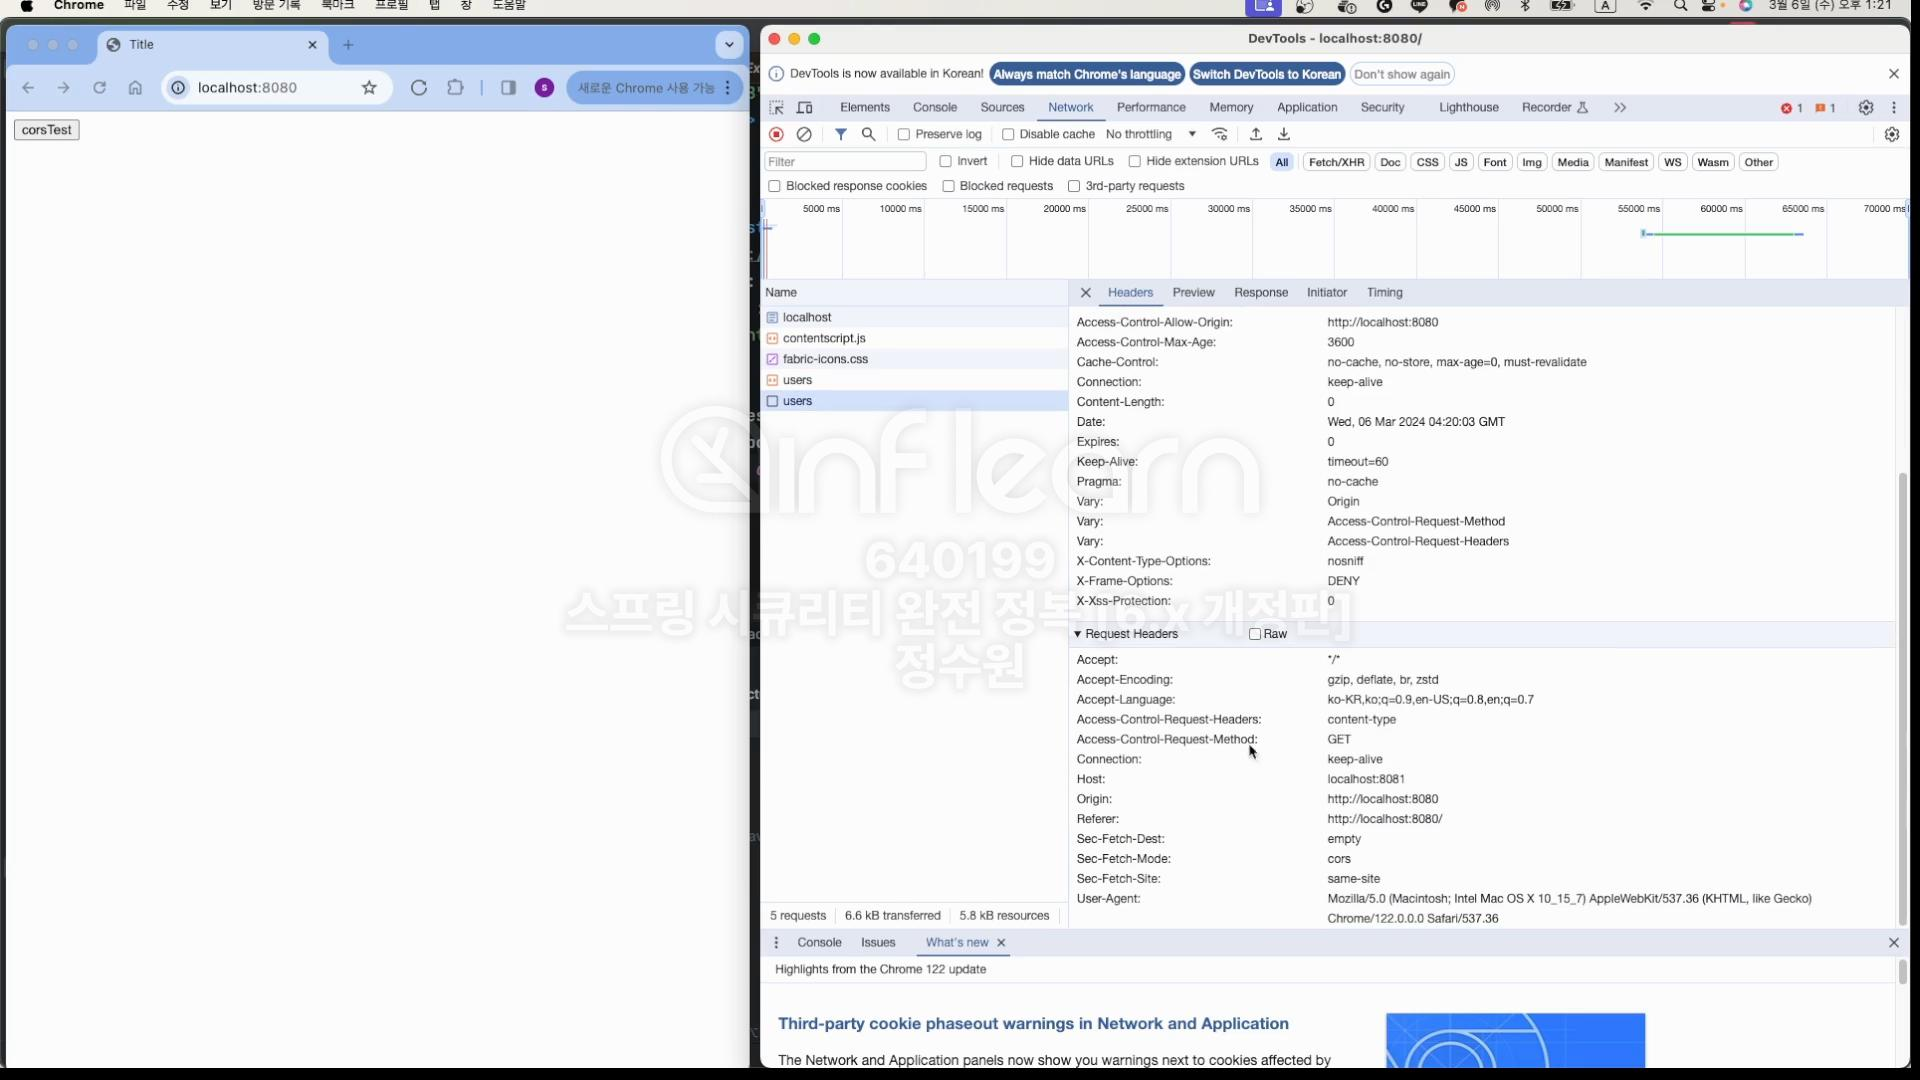 Chrome 파일 수정 보기 방문 기록 북마크 프로필 탭 창 도움말 A 3월 6일 (수) 오후 1:21
Title
localhost:8080
S
새로운 Chrome 사용 가능
corsTest
DevTools - localhost:8080/
DevTools is now available in Korean! Always match Chrome's language Switch DevTools to Korean Don't show again
Elements Console Sources Network Performance Memory Application Security Lighthouse Recorder 1 1
Preserve log Disable cache No throttling
Filter Invert Hide data URLs Hide extension URLs All Fetch/XHR Doc CSS JS Font Img Media Manifest WS Wasm Other
Blocked response cookies Blocked requests 3rd-party requests
5000 ms 10000 ms 15000 ms 20000 ms 25000 ms 30000 ms 35000 ms 40000 ms 45000 ms 50000 ms 55000 ms 60000 ms 65000 ms 70000 ms
Name
localhost
contentscript.js
fabric-icons.css
users
users
Headers Preview Response Initiator Timing
Access-Control-Allow-Origin: http://localhost:8080
Access-Control-Max-Age: 3600
Cache-Control: no-cache, no-store, max-age=0, must-revalidate
Connection: keep-alive
Content-Length: 0
Date: Wed, 06 Mar 2024 04:20:03 GMT
Expires: 0
Keep-Alive: timeout=60
Pragma: no-cache
Vary: Origin
Vary: Access-Control-Request-Method
Vary: Access-Control-Request-Headers
X-Content-Type-Options: nosniff
X-Frame-Options: DENY
X-Xss-Protection: 0
Request Headers Raw
Accept: */*
Accept-Encoding: gzip, deflate, br, zstd
Accept-Language: ko-KR,ko;q=0.9,en-US;q=0.8,en;q=0.7
Access-Control-Request-Headers: content-type
Access-Control-Request-Method: GET
Connection: keep-alive
Host: localhost:8081
Origin: http://localhost:8080
Referer: http://localhost:8080/
Sec-Fetch-Dest: empty
Sec-Fetch-Mode: cors
Sec-Fetch-Site: same-site
User-Agent: Mozilla/5.0 (Macintosh; Intel Mac OS X 10_15_7) AppleWebKit/537.36 (KHTML, like Gecko)
Chrome/122.0.0.0 Safari/537.36
5 requests 6.6 kB transferred 5.8 kB resources
Console Issues What's new
Highlights from the Chrome 122 update
Third-party cookie phaseout warnings in Network and Application
The Network and Application panels now show you warnings next to cookies affected by
inflearn
640199
스프링 시큐리티 완전 정복 [6.x 개정판]
정수원